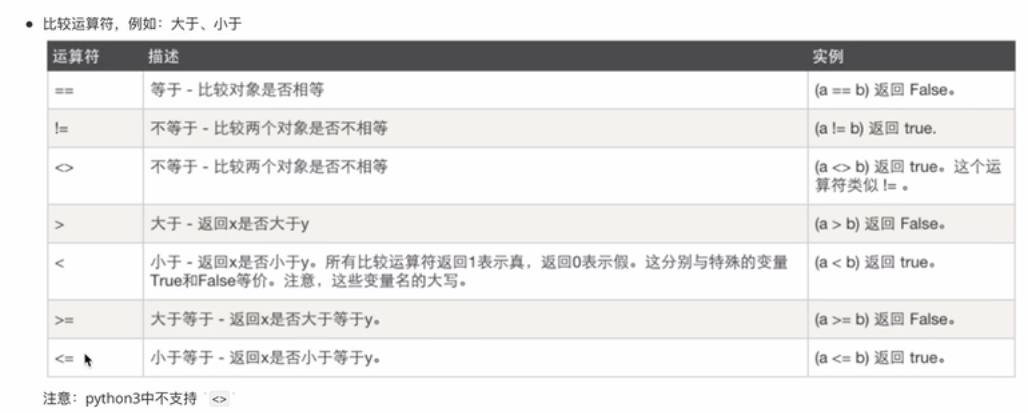 比较运算符，例如：大于、小于
运算符 描述 实例
== 等于 - 比较对象是否相等 (a == b) 返回 False。
!= 不等于 - 比较两个对象是否不相等 (a != b) 返回 true.
<> 不等于 - 比较两个对象是否不相等 (a <> b) 返回 true。这个运
算符类似 != 。
> 大于 - 返回x是否大于y (a > b) 返回 False。
< 小于 - 返回x是否小于y。所有比较运算符返回1表示真，返回0表示假。这分别与特殊的变量 (a < b) 返回 true。
True和False等价。注意，这些变量名的大写。
>= 大于等于 - 返回x是否大于等于y。 (a >= b) 返回 False。
<= 小于等于 - 返回x是否小于等于y。 (a <= b) 返回 true。
注意：python3中不支持 <>